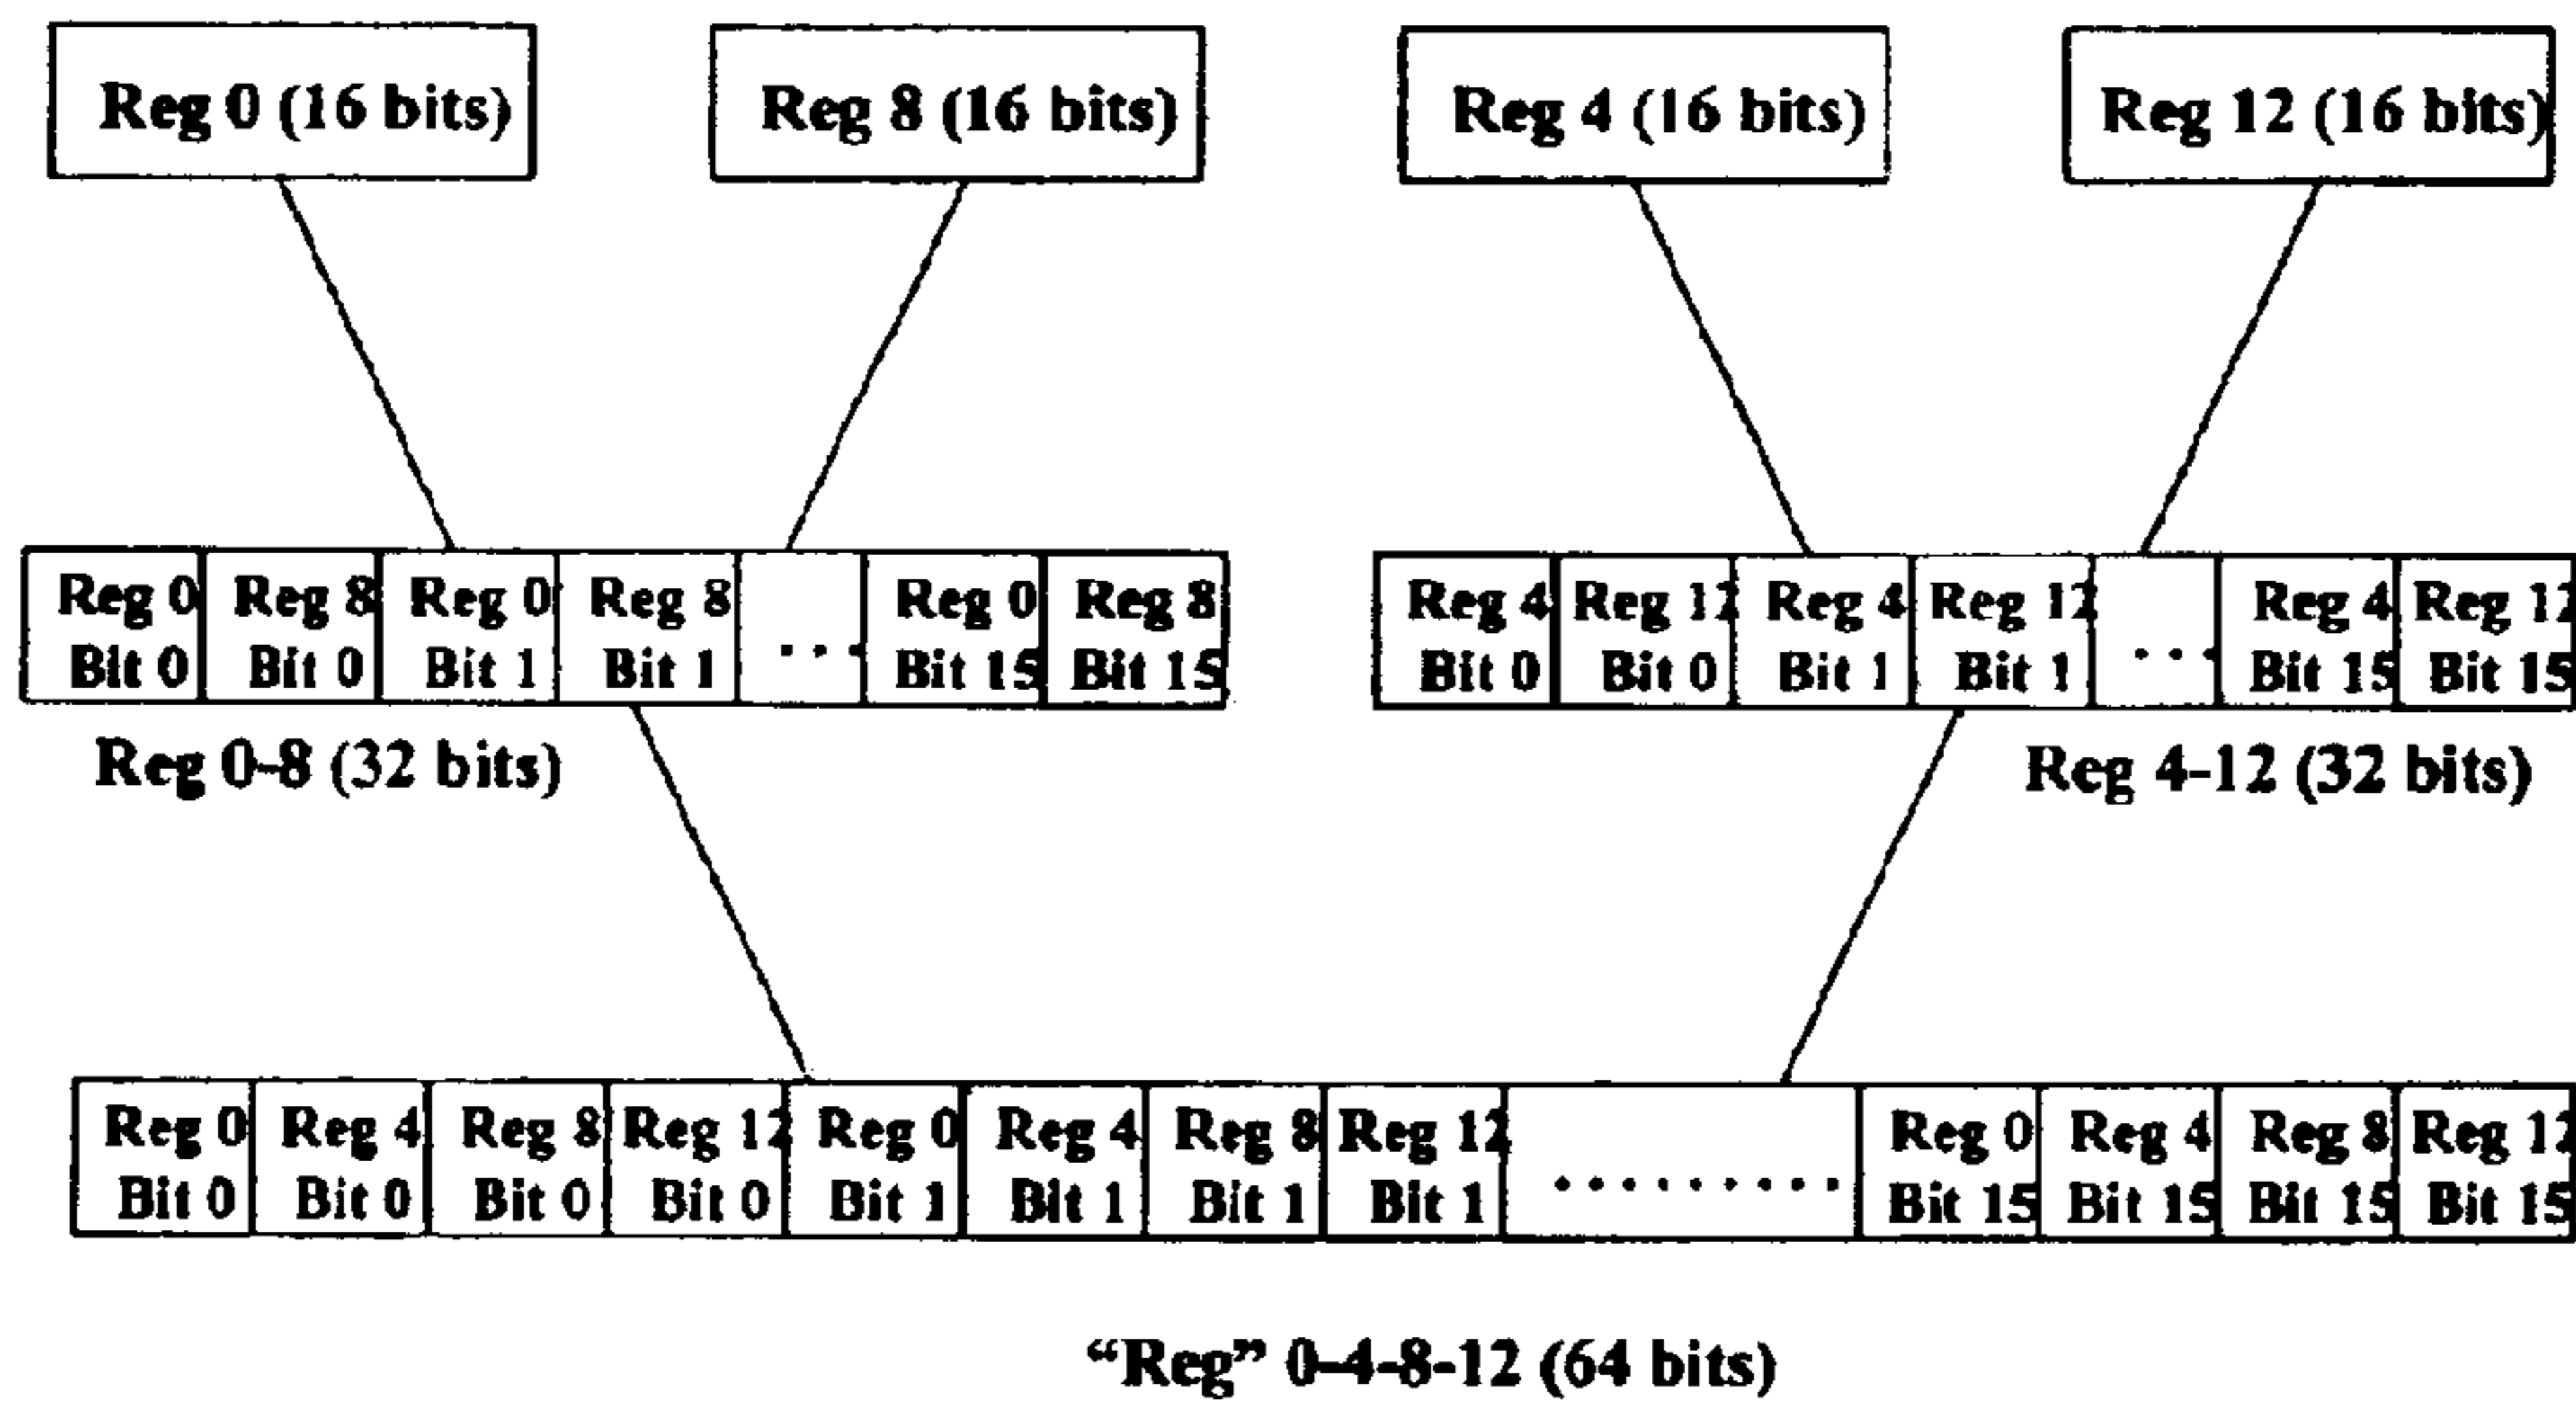 Reg 0 (16 bits)
Reg 8 (16 bits)
Reg 4 (16 bits)
Reg 12 (16 bits)
Reg 0 Bit 0
Reg 8 Bit 0
Reg 0 Bit 1
Reg 8 Bit 1
. . .
Reg 0 Bit 15
Reg 8 Bit 15
Reg 4 Bit 0
Reg 12 Bit 0
Reg 4 Bit 1
Reg 12 Bit 1
. . .
Reg 4 Bit 15
Reg 12 Bit 15
Reg 0-8 (32 bits)
Reg 4-12 (32 bits)
Reg 0 Bit 0
Reg 4 Bit 0
Reg 8 Bit 0
Reg 12 Bit 0
Reg 0 Bit 1
Reg 4 Bit 1
Reg 8 Bit 1
Reg 12 Bit 1
. . . . . . . . .
Reg 0 Bit 15
Reg 4 Bit 15
Reg 8 Bit 15
Reg 12 Bit 15
“Reg” 0-4-8-12 (64 bits)